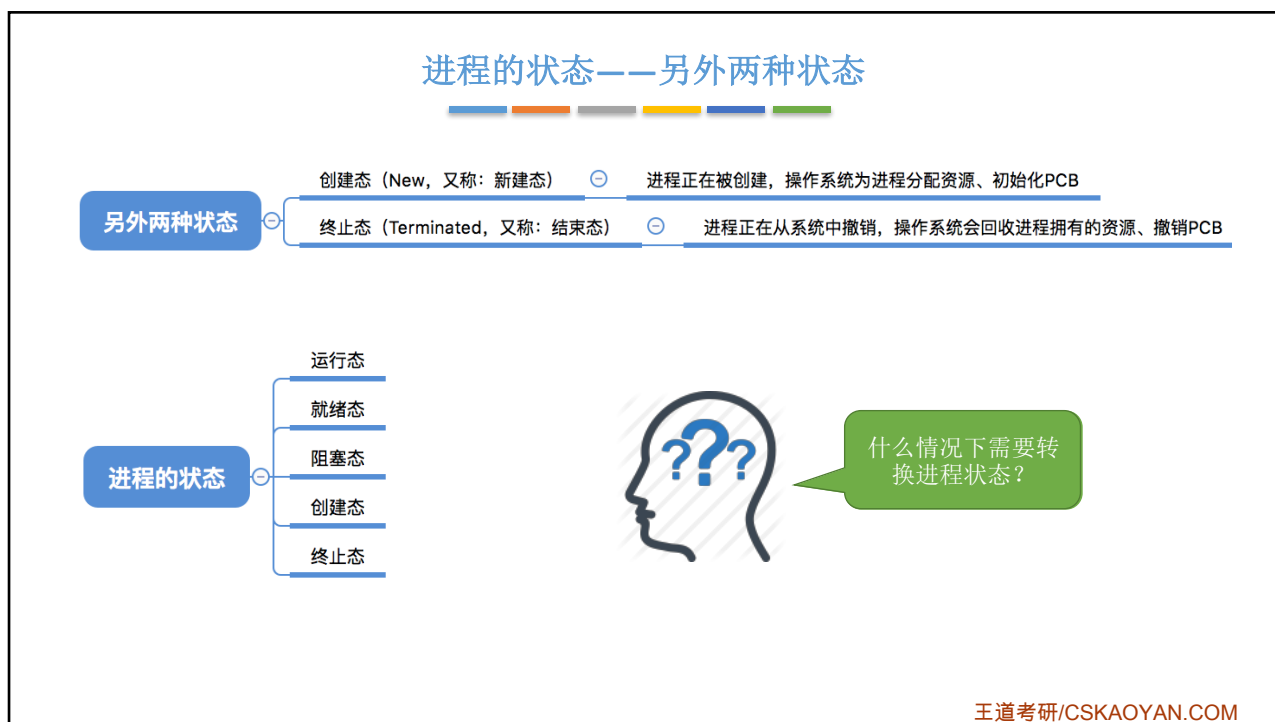 进程的状态——另外两种状态
另外两种状态
创建态（New，又称：新建态）
进程正在被创建，操作系统为进程分配资源、初始化PCB
终止态（Terminated，又称：结束态）
进程正在从系统中撤销，操作系统会回收进程拥有的资源、撤销PCB
进程的状态
运行态
就绪态
阻塞态
创建态
终止态
???
什么情况下需要转
换进程状态？
王道考研/CSKAOYAN.COM